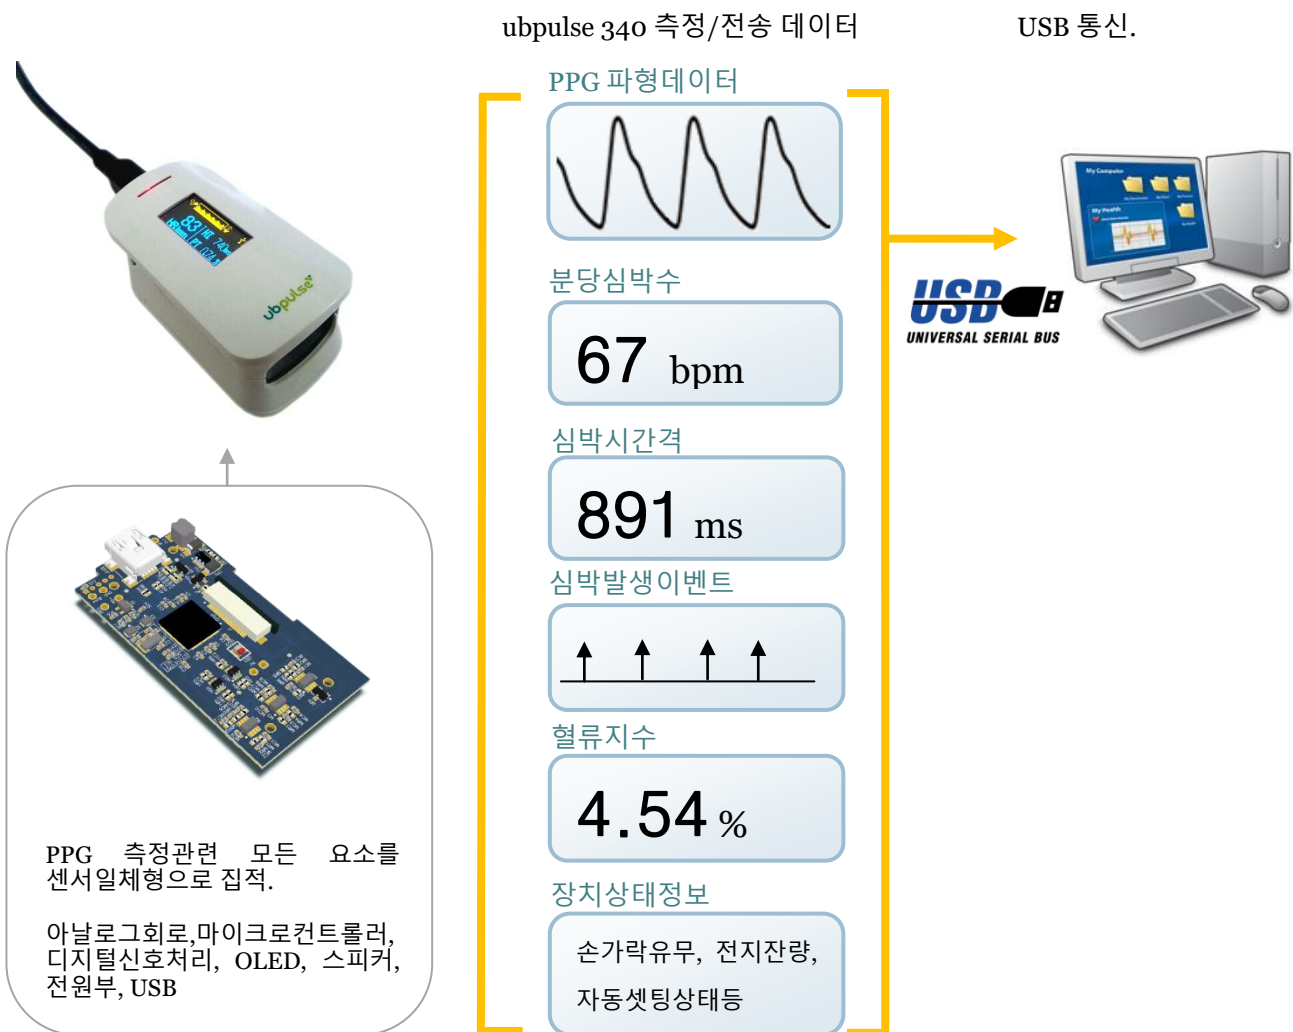 ubpulse 340 측정/전송 데이터
USB 통신.
PPG 파형데이터
분당심박수
67 bpm
심박시간격
891 ms
심박발생이벤트
혈류지수
4.54 %
장치상태정보
손가락유무, 전지잔량,
자동셋팅상태등
83
HRbpm
ubpulse
PPG 측정관련 모든 요소를
센서일체형으로 집적.
아날로그회로,마이크로컨트롤러,
디지털신호처리, OLED, 스피커,
전원부, USB
My Computer
My Health
USB
UNIVERSAL SERIAL BUS